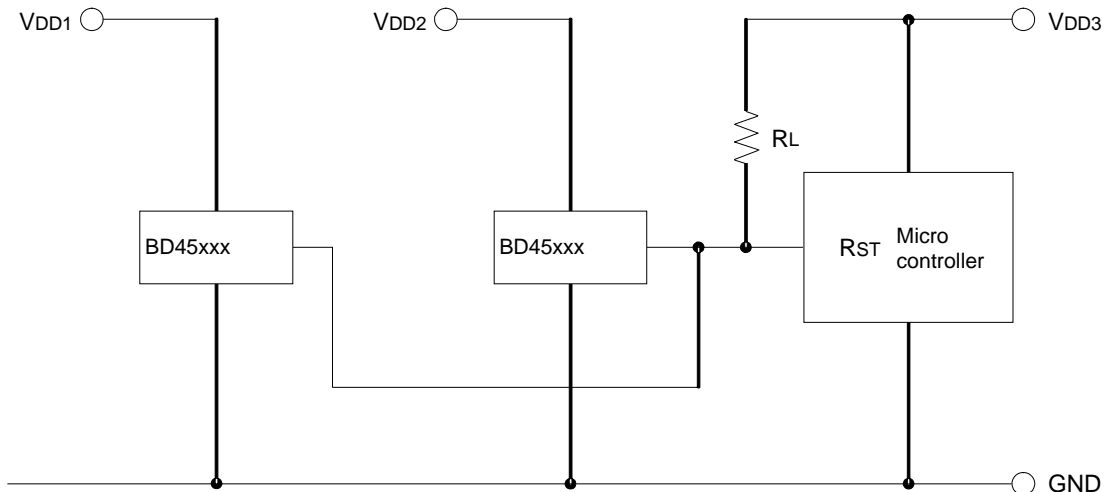 VDD1
VDD2
VDD3
RL
BD45xxx
BD45xxx
RST
Micro
controller
GND